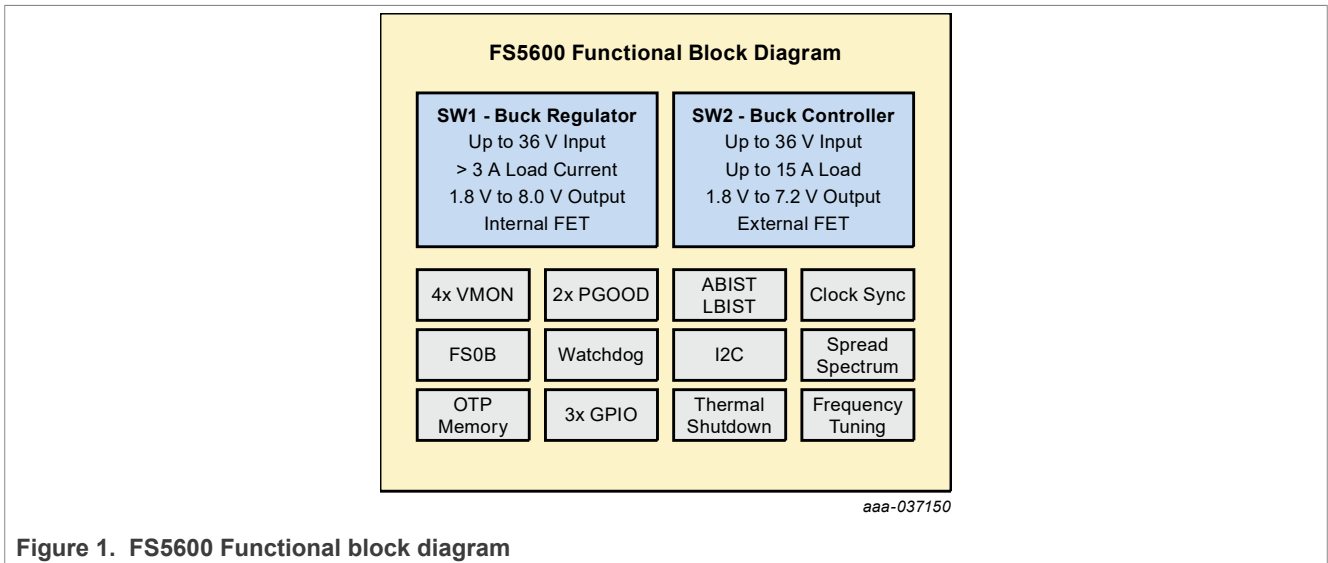 FS5600 Functional Block Diagram
SW1 - Buck Regulator
Up to 36 V Input
> 3 A Load Current
1.8 V to 8.0 V Output
Internal FET
SW2 - Buck Controller
Up to 36 V Input
Up to 15 A Load
1.8 V to 7.2 V Output
External FET
4x VMON
2x PGOOD
ABIST
LBIST
Clock Sync
FS0B
Watchdog
I2C
Spread
Spectrum
OTP
Memory
3x GPIO
Thermal
Shutdown
Frequency
Tuning
aaa-037150
Figure 1. FS5600 Functional block diagram